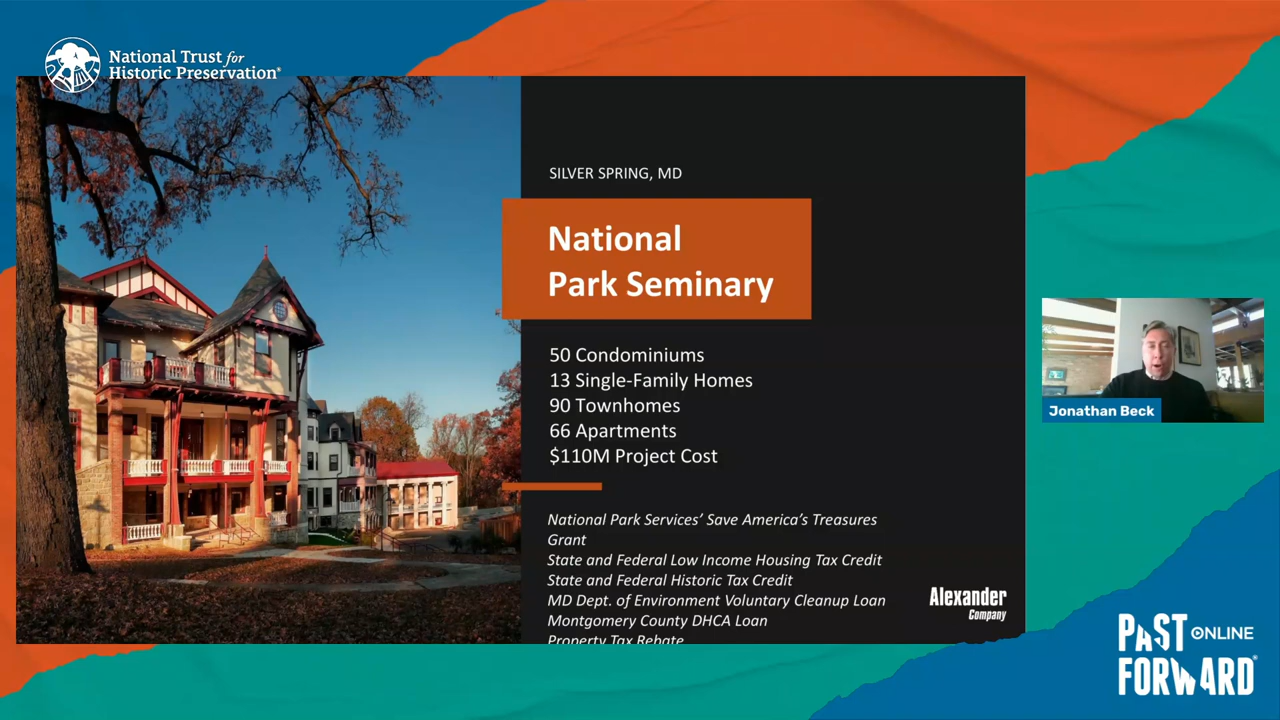 National Trust for
Historic Preservation®
SILVER SPRING, MD
National
Park Seminary
50 Condominiums
13 Single-Family Homes
90 Townhomes
66 Apartments
$110M Project Cost
National Park Services’ Save America’s Treasures
Grant
State and Federal Low Income Housing Tax Credit
State and Federal Historic Tax Credit
MD Dept. of Environment Voluntary Cleanup Loan
Montgomery County DHCA Loan
Property Tax Rebate
Alexander
Company
Jonathan Beck
PAST ONLINE
FORWARD®